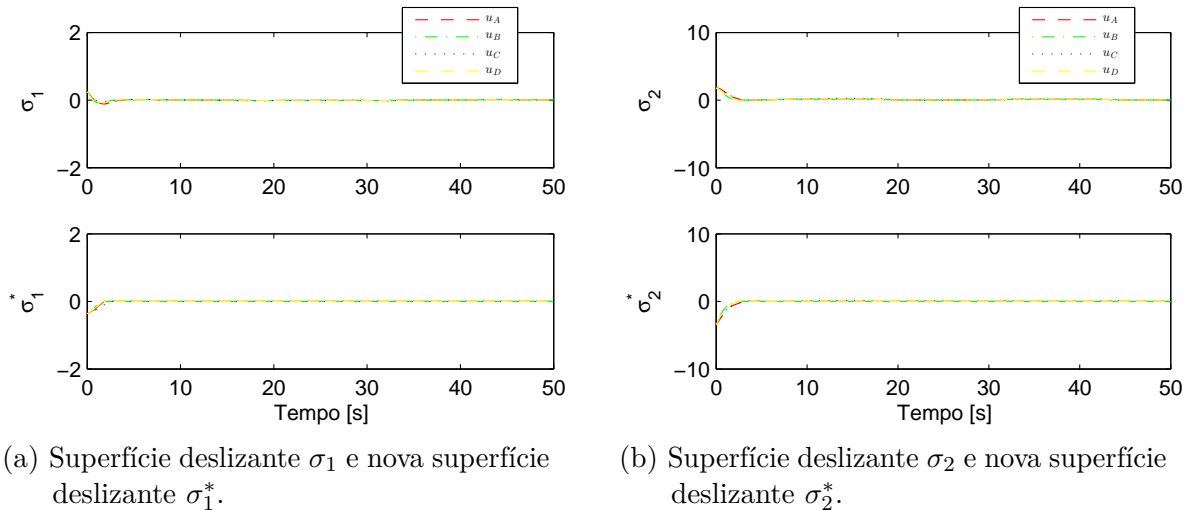 u_A
u_B
u_C
u_D
2
0
−2
σ_1
0 10 20 30 40 50
2
0
−2
σ_1^*
0 10 20 30 40 50
Tempo [s]
u_A
u_B
u_C
u_D
10
0
−10
σ_2
0 10 20 30 40 50
10
0
−10
σ_2^*
0 10 20 30 40 50
Tempo [s]
(a) Superfície deslizante σ_1 e nova superfície
deslizante σ_1^*.
(b) Superfície deslizante σ_2 e nova superfície
deslizante σ_2^*.